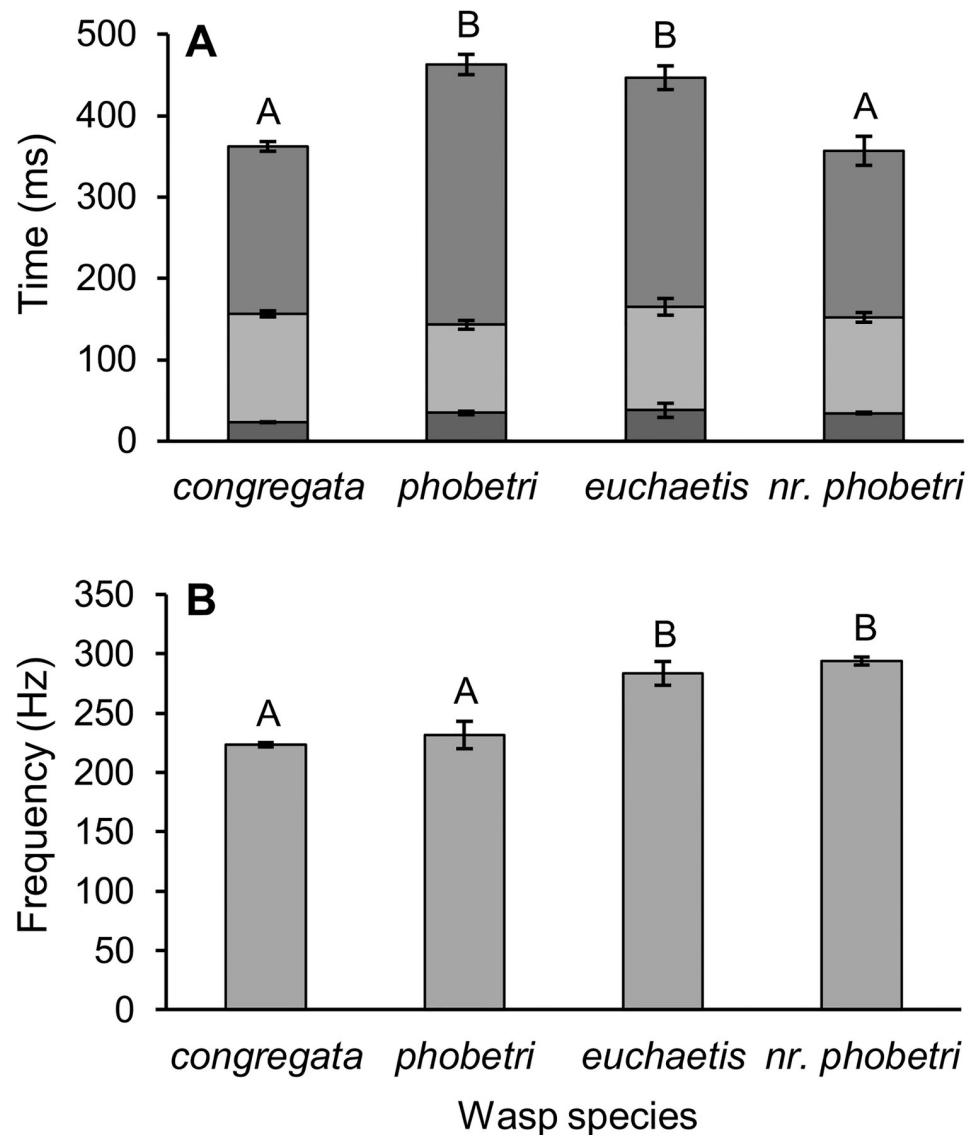 A
500
400
300
200
100
0
Time (ms)
A
B
B
A
congregata phobetri euchaetis nr. phobetri
B
350
300
250
200
150
100
50
0
Frequency (Hz)
A
A
B
B
congregata phobetri euchaetis nr. phobetri
Wasp species